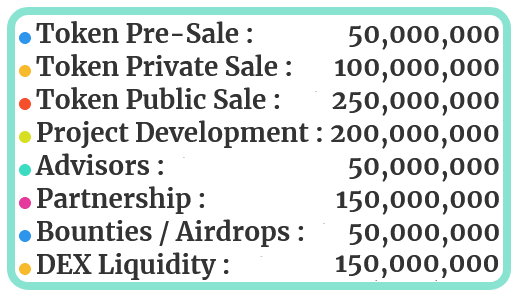 Token Pre-Sale : 50,000,000
Token Private Sale : 100,000,000
Token Public Sale : 250,000,000
Project Development : 200,000,000
Advisors : 50,000,000
Partnership : 150,000,000
Bounties / Airdrops : 50,000,000
DEX Liquidity : 150,000,000